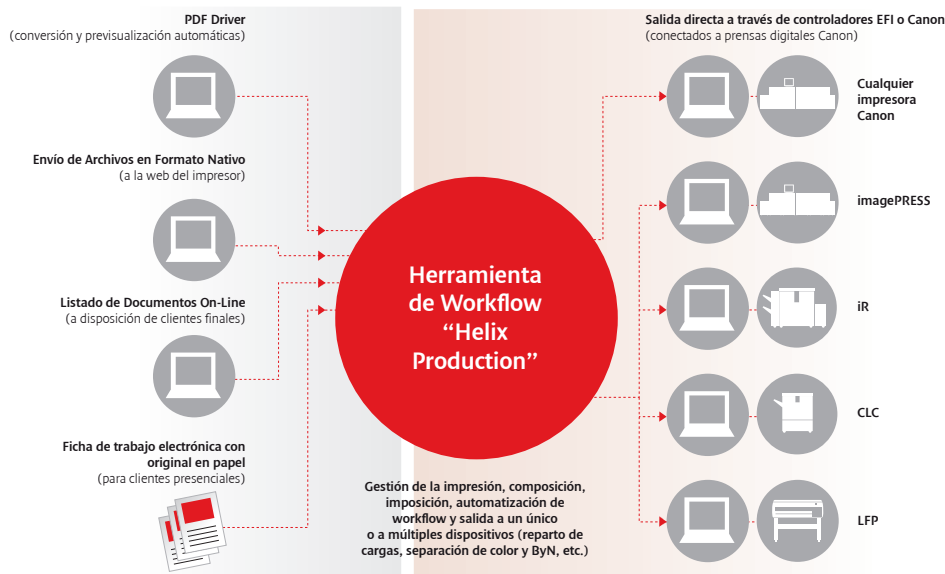 PDF Driver
(conversión y previsualización automáticas)
Envío de Archivos en Formato Nativo
(a la web del impresor)
Listado de Documentos On-Line
(a disposición de clientes finales)
Ficha de trabajo electrónica con
original en papel
(para clientes presenciales)
Herramienta
de Workflow
“Helix
Production”
Gestión de la impresión, composición,
imposición, automatización de
workflow y salida a un único
o a múltiples dispositivos (reparto de
cargas, separación de color y ByN, etc.)
Salida directa a través de controladores EFI o Canon
(conectados a prensas digitales Canon)
Cualquier
impresora
Canon
imagePRESS
iR
CLC
LFP